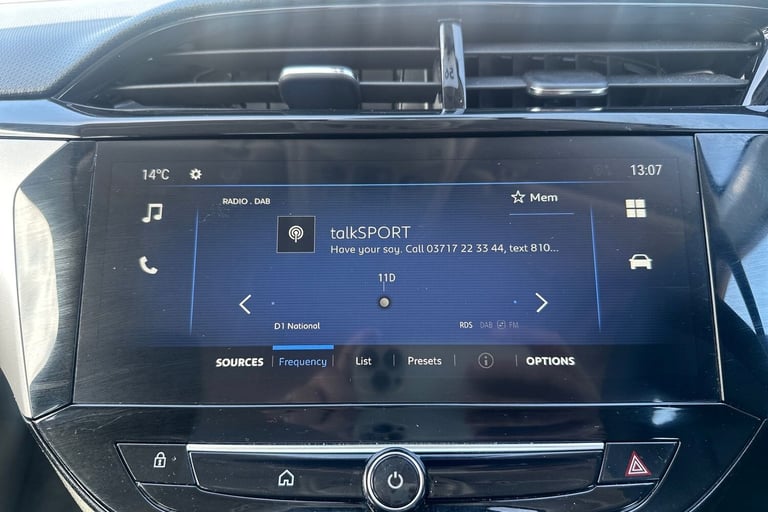 14°C
13:07
RADIO . DAB
Mem
talkSPORT
Have your say. Call 03717 22 33 44, text 810...
11D
D1 National
RDS DAB FM
SOURCES Frequency List Presets OPTIONS